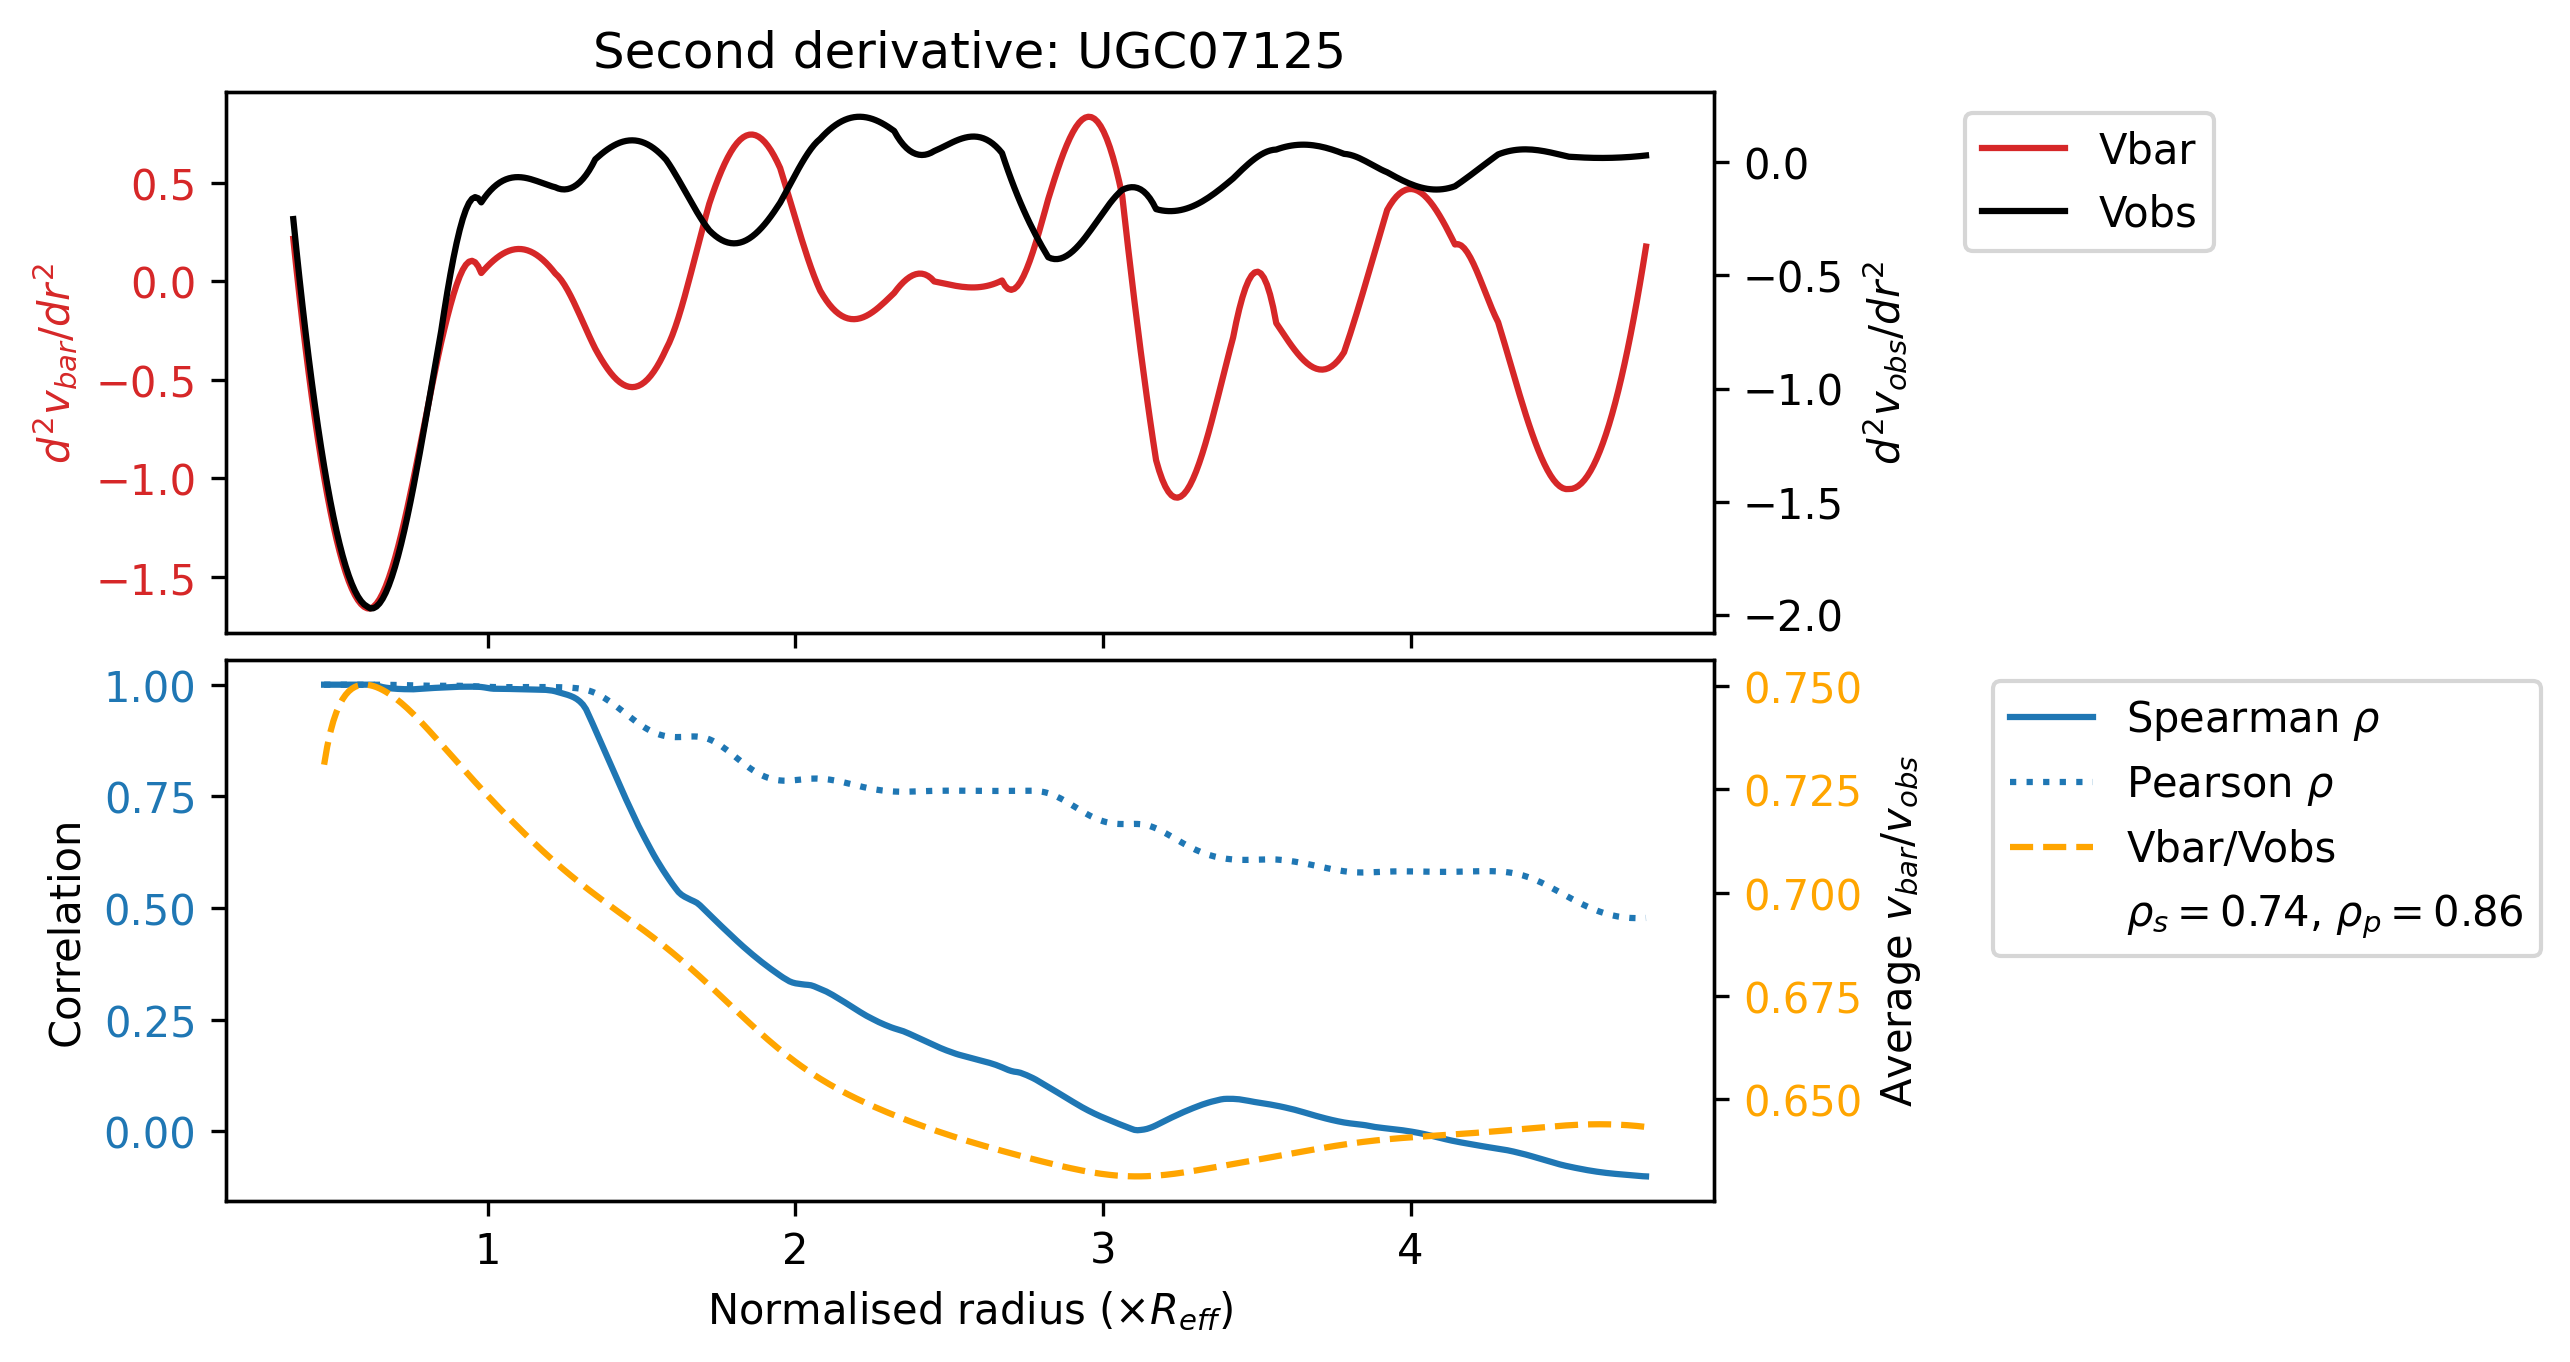 Second derivative: UGC07125
d²v_bar/dr²
0.5
0.0
−0.5
−1.0
−1.5
0.0
−0.5
−1.0
−1.5
−2.0
d²v_obs/dr²
Vbar
Vobs
Correlation
1.00
0.75
0.50
0.25
0.00
0.750
0.725
0.700
0.675
0.650
Average v_bar/v_obs
Spearman ρ
Pearson ρ
Vbar/Vobs
ρ_s = 0.74, ρ_p = 0.86
1 2 3 4
Normalised radius (×R_eff)